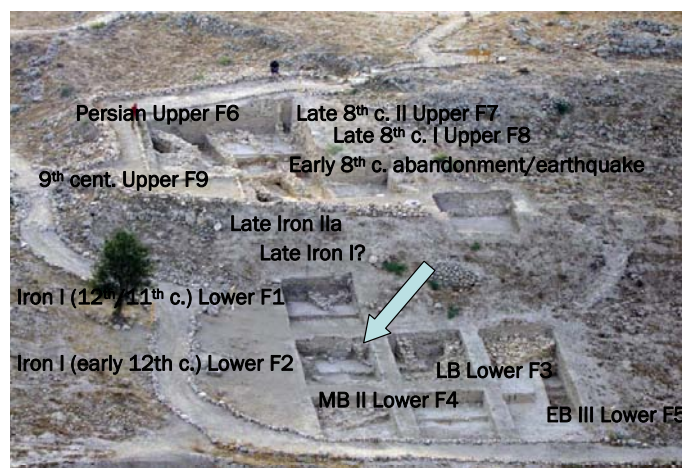 Persian Upper F6
Late 8th c. II Upper F7
Late 8th c. I Upper F8
Early 8th c. abandonment/earthquake
9th cent. Upper F9
Late Iron IIa
Late Iron I?
Iron I (12th/11th c.) Lower F1
Iron I (early 12th c.) Lower F2
LB Lower F3
MB II Lower F4
EB III Lower F5